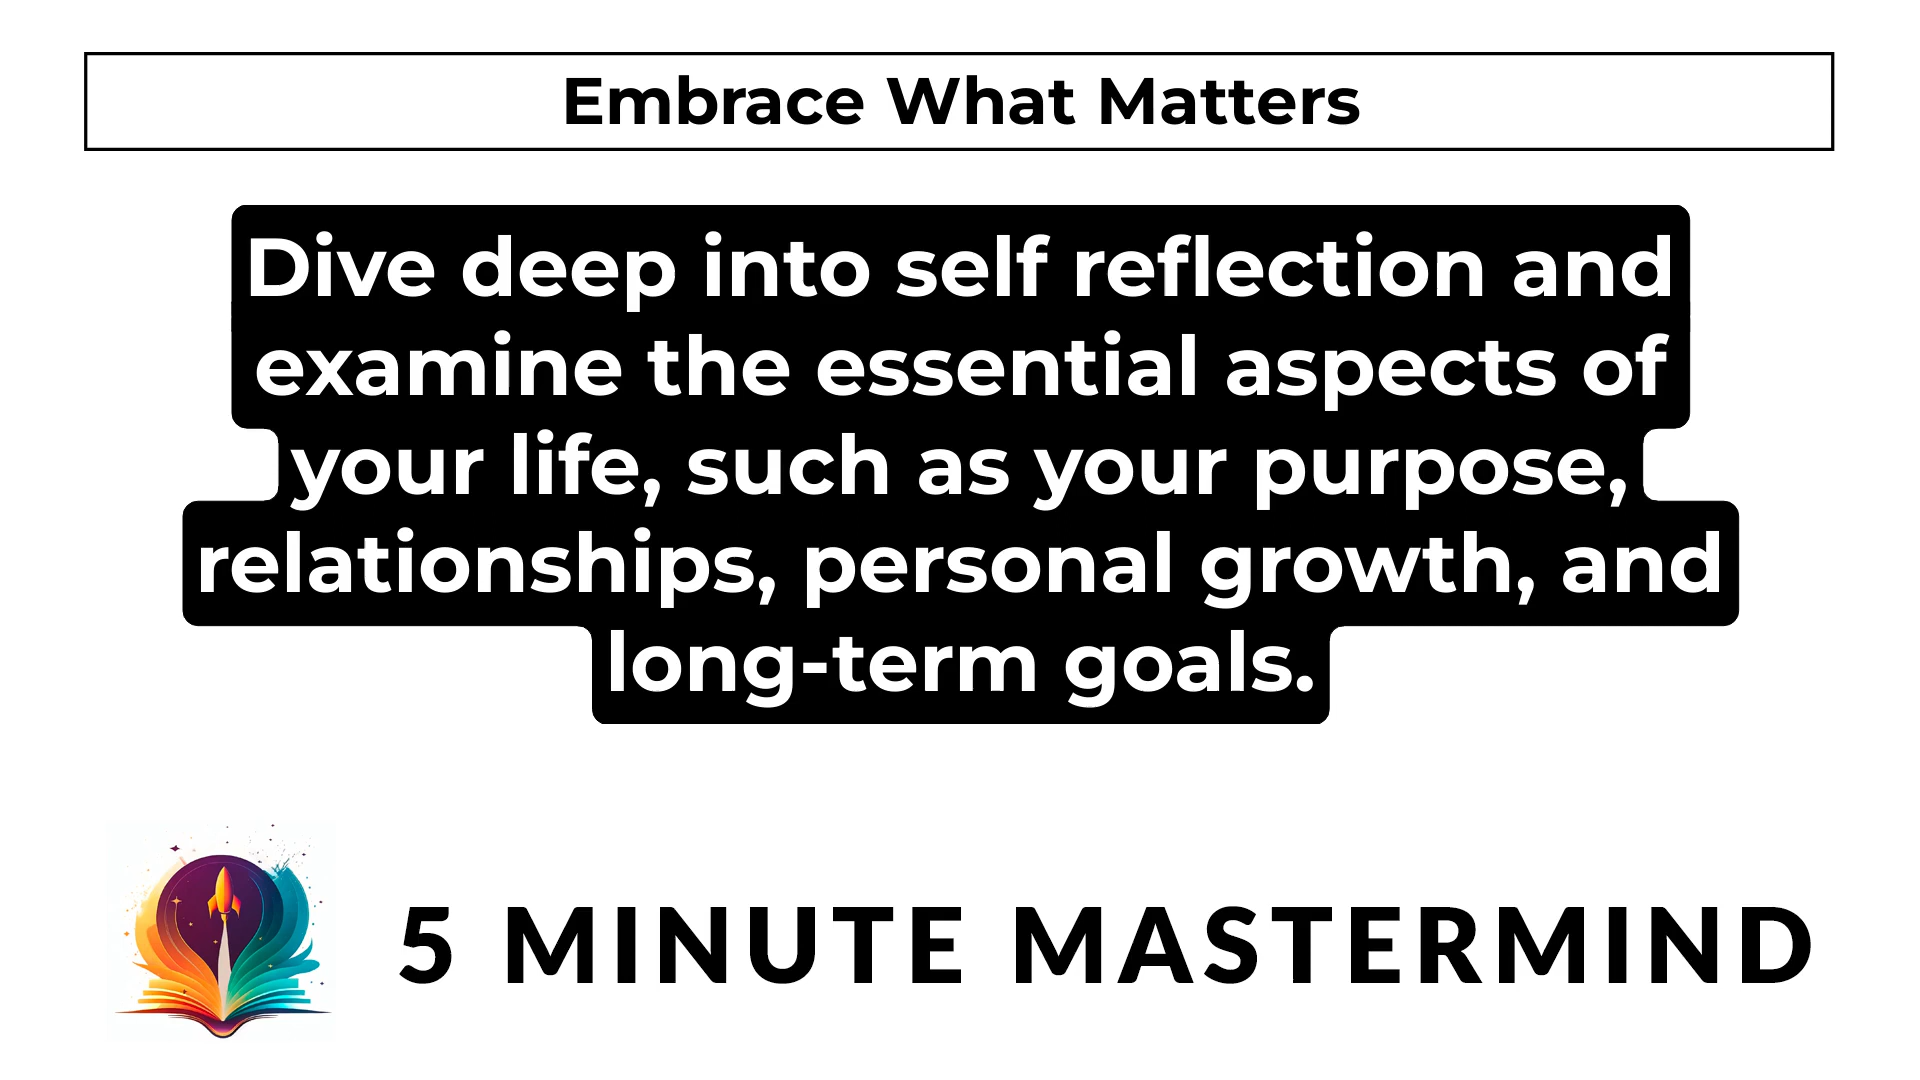 Embrace What Matters
Dive deep into self reflection and
examine the essential aspects of
your life, such as your purpose,
relationships, personal growth, and
long-term goals.
5 MINUTE MASTERMIND